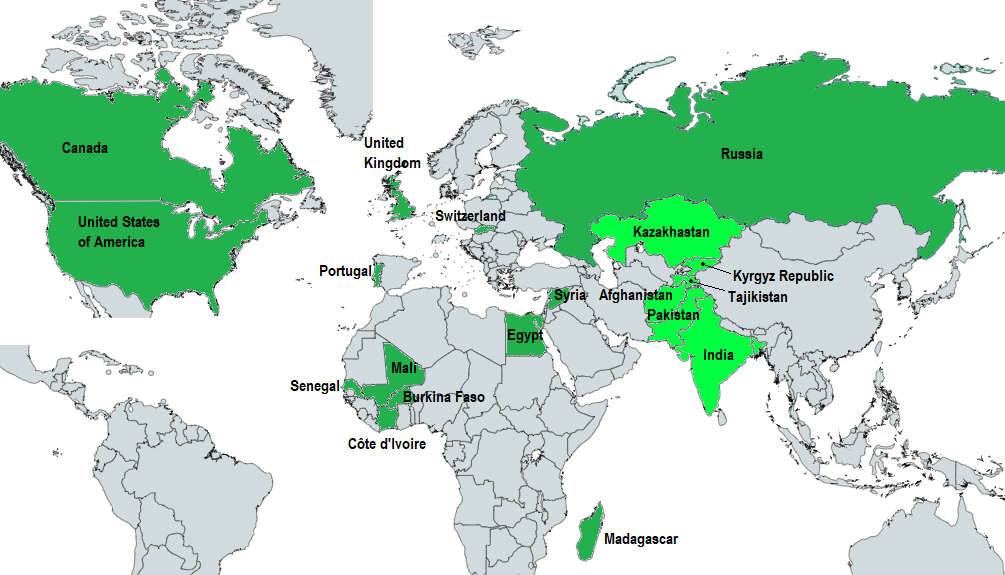 Canada
United States
of America
United
Kingdom
Switzerland
Portugal
Russia
Kazakhastan
Kyrgyz Republic
Tajikistan
Syria
Afghanistan
Pakistan
Egypt
India
Mali
Senegal
Burkina Faso
Côte d'Ivoire
Madagascar